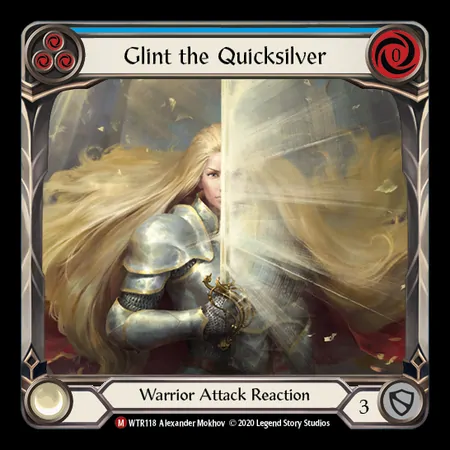 Glint the Quicksilver
0
Warrior Attack Reaction
3
M WTR118 Alexander Mokhov © 2020 Legend Story Studios